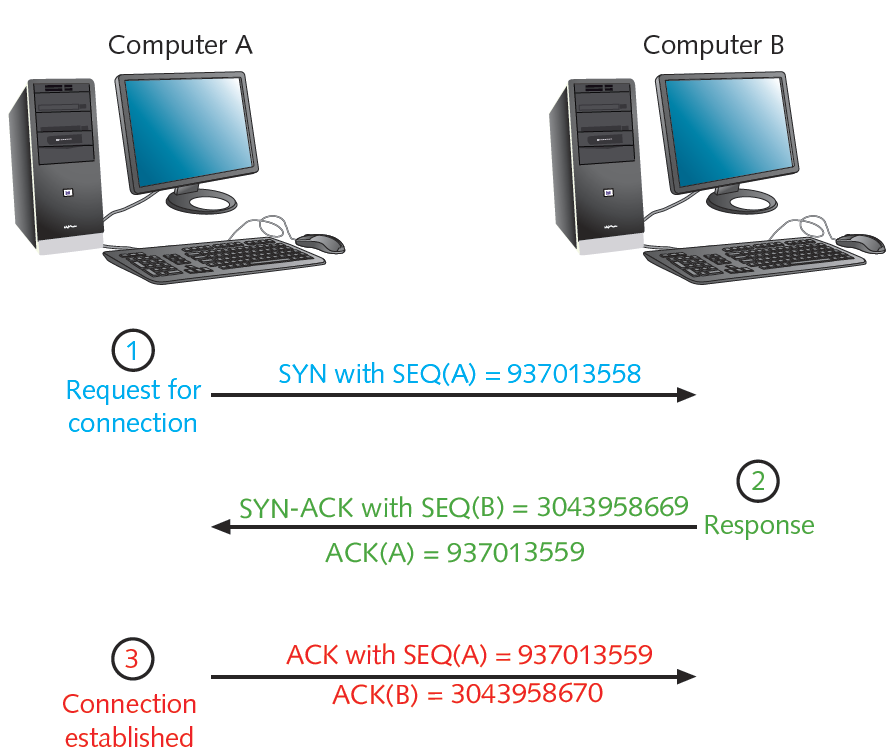 Computer A
Computer B
1
Request for
connection
SYN with SEQ(A) = 937013558
2
Response
SYN-ACK with SEQ(B) = 3043958669
ACK(A) = 937013559
3
Connection
established
ACK with SEQ(A) = 937013559
ACK(B) = 3043958670